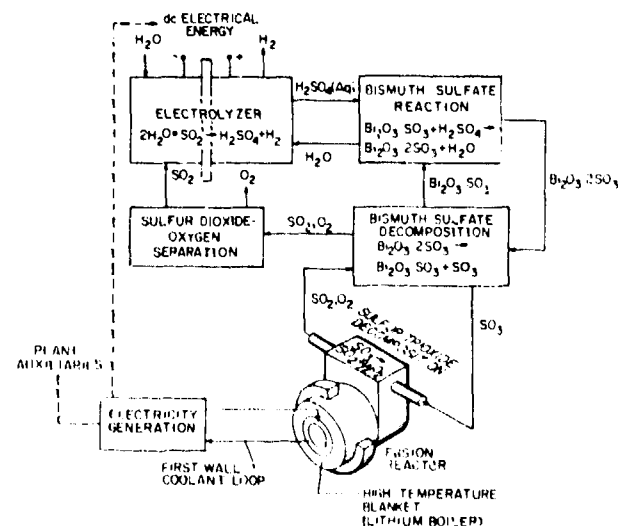 dc ELECTRICAL
ENERGY
H2O
H2
- +
ELECTROLYZER
2H2O + SO2 → H2SO4 + H2
H2SO4(Aq)
H2O
BISMUTH SULFATE
REACTION
Bi2O3 SO3 + H2SO4 →
Bi2O3 2SO3 + H2O
SO2
O2
Bi2O3 SO3
Bi2O3 2SO3
SULFUR DIOXIDE-
OXYGEN
SEPARATION
SO2, O2
BISMUTH SULFATE
DECOMPOSITION
Bi2O3 2SO3 →
Bi2O3 SO3 + SO3
SO2, O2
SULFUR DIOXIDE
DECOMPOSITION
SO3
PLANT
AUXILIARIES
ELECTRICITY
GENERATION
FIRST WALL
COOLANT LOOP
FUSION
REACTOR
HIGH TEMPERATURE
BLANKET
(LITHIUM BOILER)